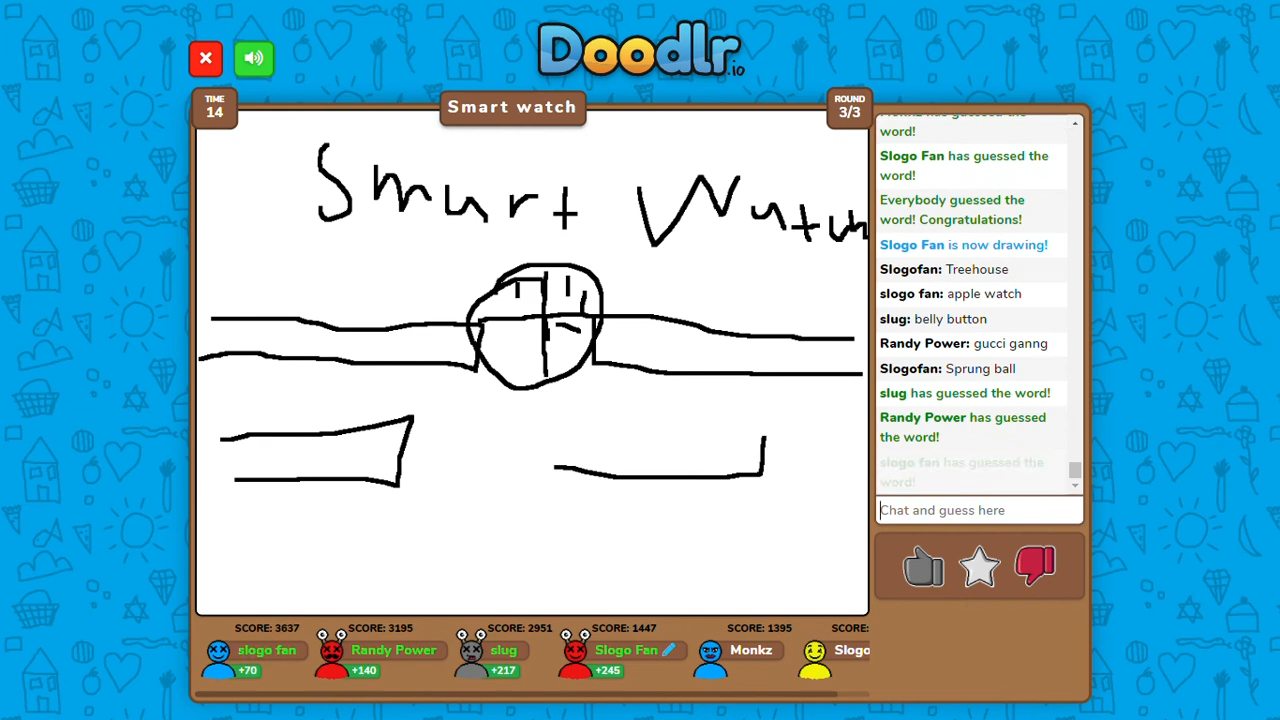 Doodlr.io
TIME
14
Smart watch
ROUND
3/3
Smart Watch
word!
Slogo Fan has guessed the
word!
Everybody guessed the
word! Congratulations!
Slogo Fan is now drawing!
Slogofan: Treehouse
slogo fan: apple watch
slug: belly button
Randy Power: gucci ganng
Slogofan: Sprung ball
slug has guessed the word!
Randy Power has guessed
the word!
slogo fan has guessed the
word!
Chat and guess here
SCORE: 3637 SCORE: 3195 SCORE: 2951 SCORE: 1447 SCORE: 1395 SCORE:
slogo fan Randy Power slug Slogo Fan Monkz Slogo
+70 +140 +217 +245